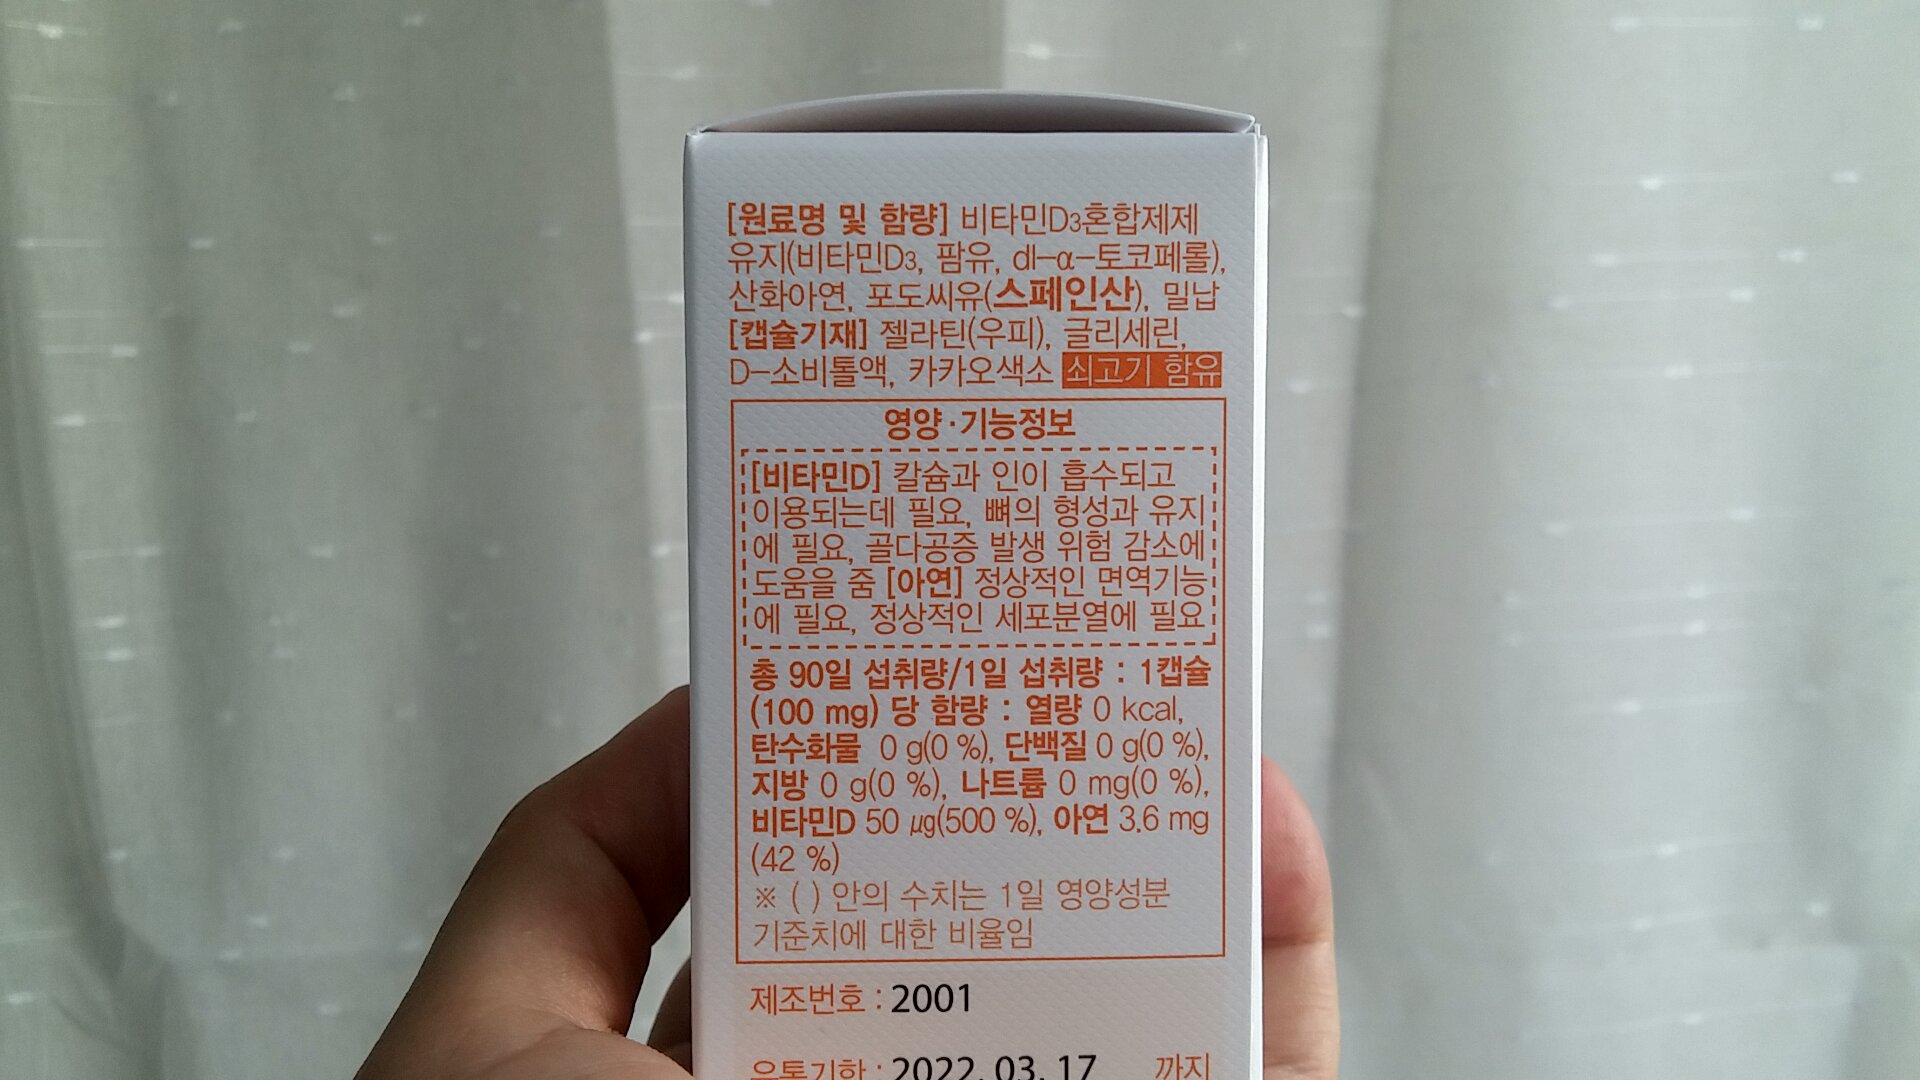 [원료명 및 함량] 비타민D3혼합제제
유지(비타민D3, 팜유, dl-α-토코페롤),
산화아연, 포도씨유(스페인산), 밀납
[캡슐기재] 젤라틴(우피), 글리세린,
D-소비톨액, 카카오색소 쇠고기 함유
영양·기능정보
[비타민D] 칼슘과 인이 흡수되고
이용되는데 필요, 뼈의 형성과 유지
에 필요, 골다공증 발생 위험 감소에
도움을 줌 [아연] 정상적인 면역기능
에 필요, 정상적인 세포분열에 필요
총 90일 섭취량/1일 섭취량 : 1캡슐
(100 mg) 당 함량 : 열량 0 kcal,
탄수화물 0 g(0 %), 단백질 0 g(0 %),
지방 0 g(0 %), 나트륨 0 mg(0 %),
비타민D 50 μg(500 %), 아연 3.6 mg
(42 %)
※ ( ) 안의 수치는 1일 영양성분
기준치에 대한 비율임
제조번호 : 2001
유통기한 : 2022. 03. 17 까지